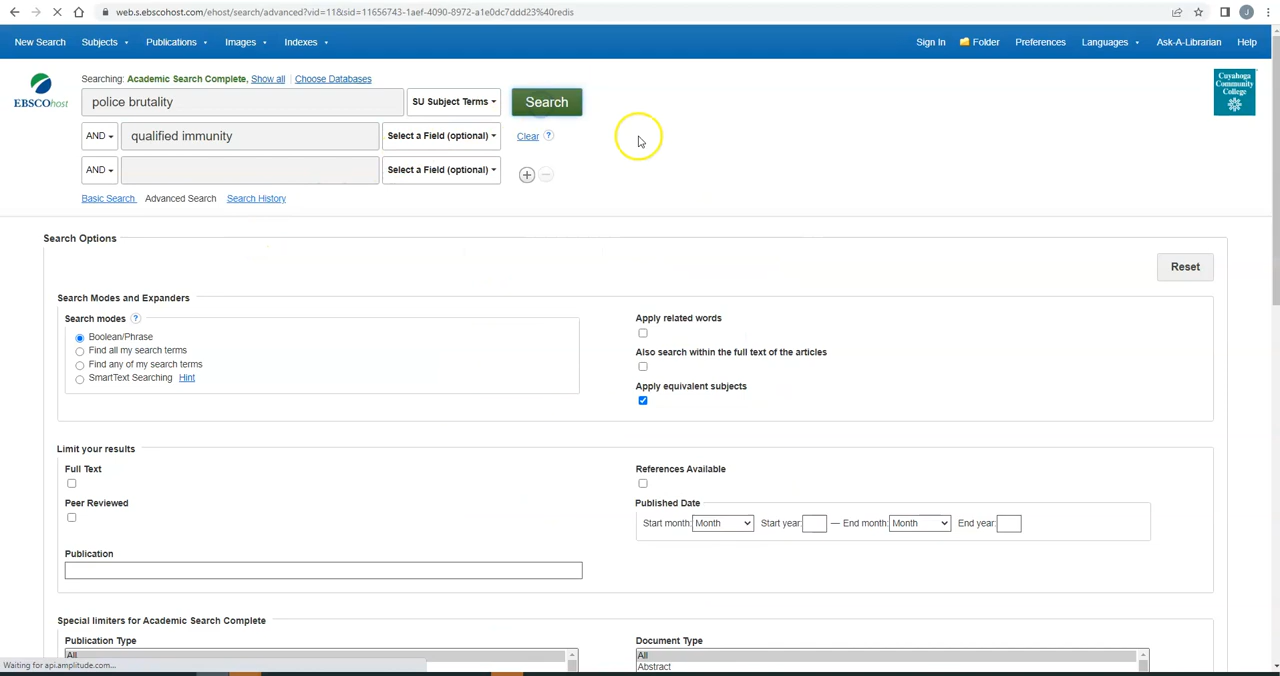 web.s.ebscohost.com/ehost/search/advanced?vid=11&sid=11656743-1aef-4090-8972-a1e0dc7ddd23%40redis
J
New Search Subjects Publications Images Indexes Sign In Folder Preferences Languages Ask-A-Librarian Help
Searching: Academic Search Complete, Show all | Choose Databases
EBSCOhost
police brutality SU Subject Terms Search
Cuyahoga Community College
AND qualified immunity Select a Field (optional) Clear ?
AND Select a Field (optional) + −
Basic Search Advanced Search Search History
Search Options
Reset
Search Modes and Expanders
Search modes ?
Boolean/Phrase
Find all my search terms
Find any of my search terms
SmartText Searching Hint
Apply related words
Also search within the full text of the articles
Apply equivalent subjects
Limit your results
Full Text
References Available
Peer Reviewed
Published Date
Start month: Month Start year: — End month: Month End year:
Publication
Special limiters for Academic Search Complete
Publication Type
All
Document Type
All
Abstract
Waiting for api.amplitude.com...